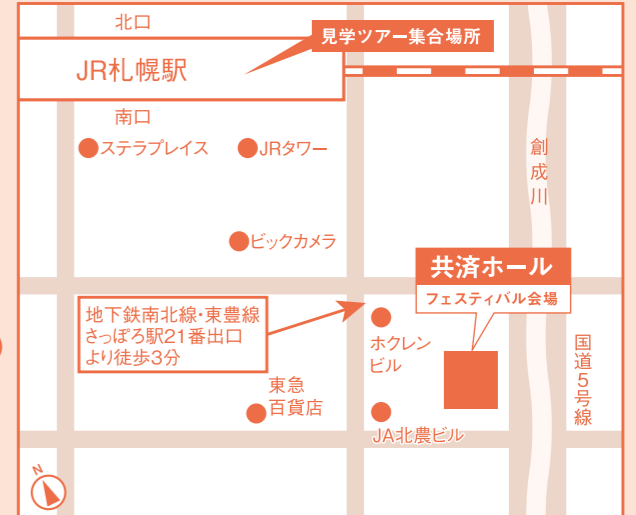 北口
見学ツアー集合場所
JR札幌駅
南口
ステラプレイス
JRタワー
創成川
ビックカメラ
共済ホール
フェスティバル会場
地下鉄南北線・東豊線
さっぽろ駅21番出口
より徒歩3分
ホクレン
ビル
国道5号線
東急
百貨店
JA北農ビル
N